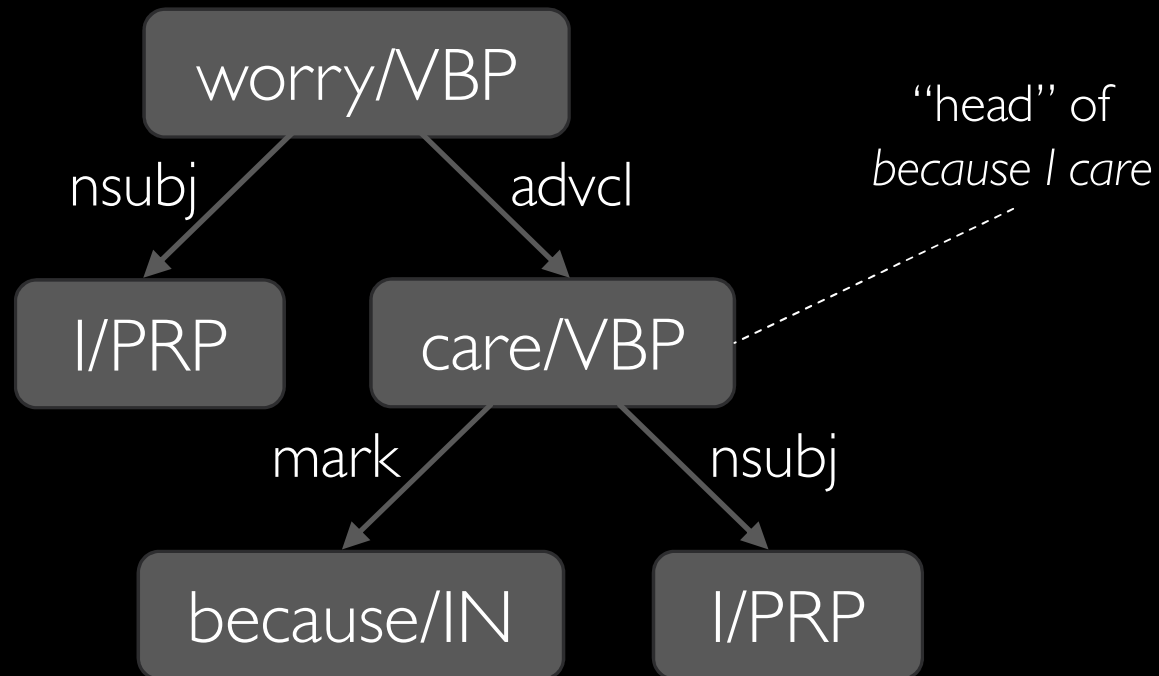 worry/VBP
“head” of
because I care
nsubj
advcl
I/PRP
care/VBP
mark
nsubj
because/IN
I/PRP